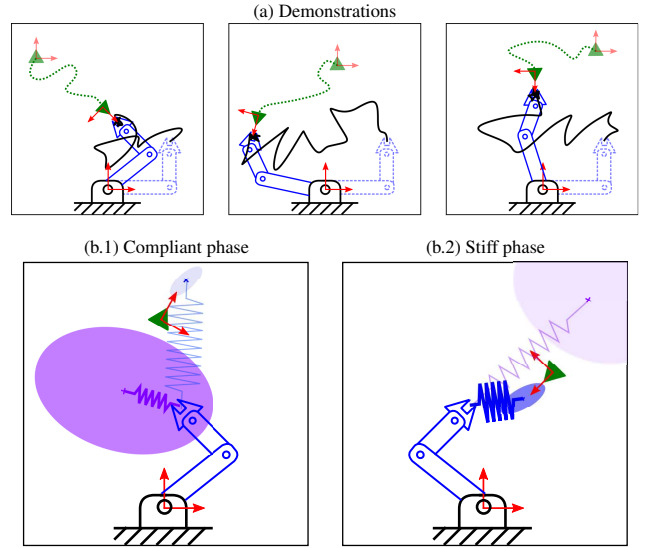 (a) Demonstrations
(b.1) Compliant phase
(b.2) Stiff phase